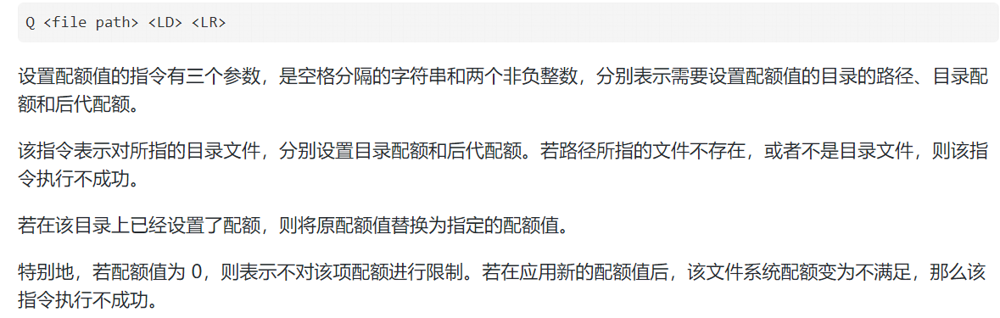 Q <file path> <LD> <LR>
设置配额值的指令有三个参数，是空格分隔的字符串和两个非负整数，分别表示需要设置配额值的目录的路径、目录配
额和后代配额。
该指令表示对所指的目录文件，分别设置目录配额和后代配额。若路径所指的文件不存在，或者不是目录文件，则该指
令执行不成功。
若在该目录上已经设置了配额，则将原配额值替换为指定的配额值。
特别地，若配额值为 0，则表示不对该项配额进行限制。若在应用新的配额值后，该文件系统配额变为不满足，那么该
指令执行不成功。